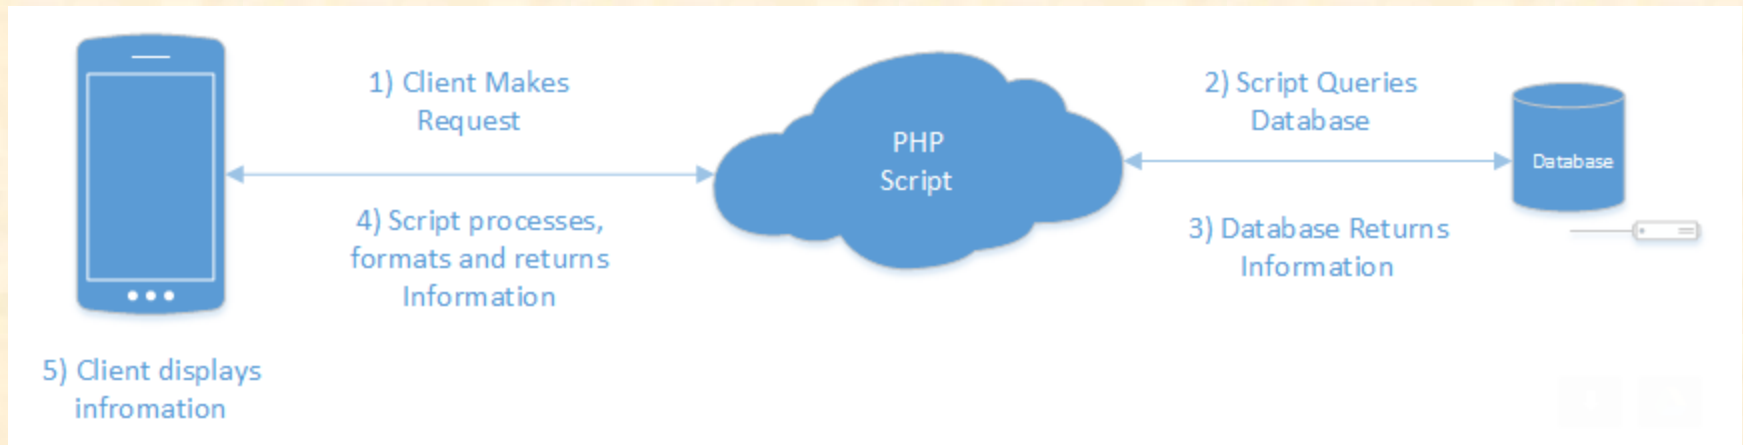 1) Client Makes
Request
PHP
Script
2) Script Queries
Database
Database
4) Script processes,
formats and returns
Information
3) Database Returns
Information
5) Client displays
infromation